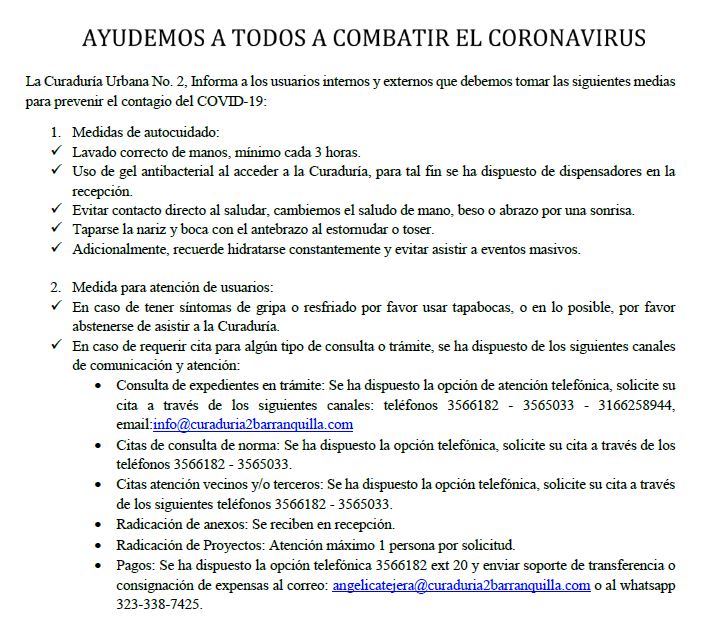 AYUDEMOS A TODOS A COMBATIR EL CORONAVIRUS
La Curaduría Urbana No. 2, Informa a los usuarios internos y externos que debemos tomar las siguientes medias
para prevenir el contagio del COVID-19:
1. Medidas de autocuidado:
✓ Lavado correcto de manos, mínimo cada 3 horas.
✓ Uso de gel antibacterial al acceder a la Curaduría, para tal fin se ha dispuesto de dispensadores en la
recepción.
✓ Evitar contacto directo al saludar, cambiemos el saludo de mano, beso o abrazo por una sonrisa.
✓ Taparse la nariz y boca con el antebrazo al estornudar o toser.
✓ Adicionalmente, recuerde hidratarse constantemente y evitar asistir a eventos masivos.
2. Medida para atención de usuarios:
✓ En caso de tener síntomas de gripa o resfriado por favor usar tapabocas, o en lo posible, por favor
abstenerse de asistir a la Curaduría.
✓ En caso de requerir cita para algún tipo de consulta o trámite, se ha dispuesto de los siguientes canales
de comunicación y atención:
• Consulta de expedientes en trámite: Se ha dispuesto la opción de atención telefónica, solicite su
cita a través de los siguientes canales: teléfonos 3566182 - 3565033 - 3166258944,
email:info@curaduria2barranquilla.com
• Citas de consulta de norma: Se ha dispuesto la opción telefónica, solicite su cita a través de los
teléfonos 3566182 - 3565033.
• Citas atención vecinos y/o terceros: Se ha dispuesto la opción telefónica, solicite su cita a través
de los siguientes teléfonos 3566182 - 3565033.
• Radicación de anexos: Se reciben en recepción.
• Radicación de Proyectos: Atención máximo 1 persona por solicitud.
• Pagos: Se ha dispuesto la opción telefónica 3566182 ext 20 y enviar soporte de transferencia o
consignación de expensas al correo: angelicatejera@curaduria2barranquilla.com o al whatsapp
323-338-7425.